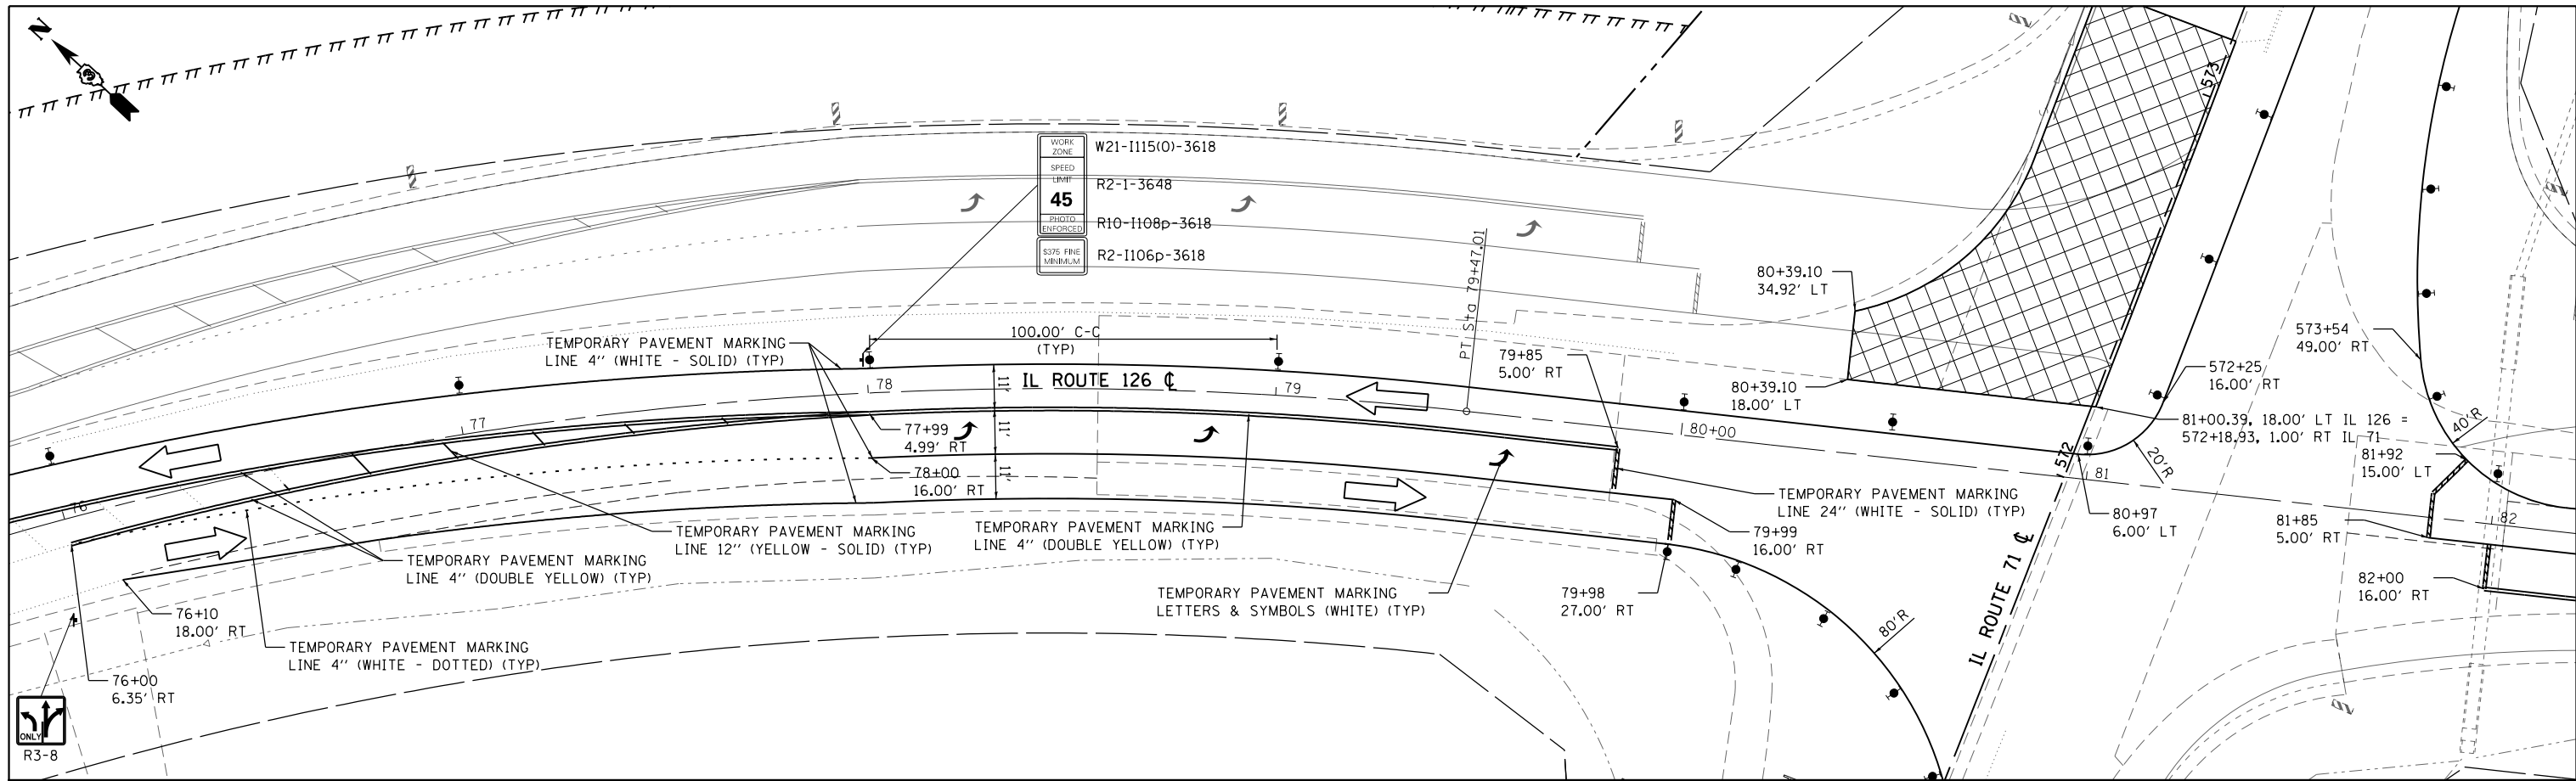 N
3
WORK
ZONE
SPEED
LIMIT
45
PHOTO
ENFORCED
$375 FINE
MINIMUM
W21-I115(O)-3618
R2-1-3648
R10-I108p-3618
R2-I106p-3618
573
PT Sta 79+47.01
80+39.10
34.92' LT
TEMPORARY PAVEMENT MARKING
LINE 4'' (WHITE - SOLID) (TYP)
100.00' C-C
(TYP)
79+85
5.00' RT
573+54
49.00' RT
572+25
16.00' RT
80+39.10
18.00' LT
78
11'
IL ROUTE 126 ℄
79
77
77+99
4.99' RT
11'
80+00
81+00.39, 18.00' LT IL 126 =
572+18.93, 1.00' RT IL 71
40'R
81+92
15.00' LT
20'R
572
81
78+00
16.00' RT
11'
76
TEMPORARY PAVEMENT MARKING
LINE 24'' (WHITE - SOLID) (TYP)
80+97
6.00' LT
81+85
5.00' RT
82
TEMPORARY PAVEMENT MARKING
LINE 12'' (YELLOW - SOLID) (TYP)
TEMPORARY PAVEMENT MARKING
LINE 4'' (DOUBLE YELLOW) (TYP)
79+99
16.00' RT
TEMPORARY PAVEMENT MARKING
LINE 4'' (DOUBLE YELLOW) (TYP)
82+00
16.00' RT
TEMPORARY PAVEMENT MARKING
LETTERS & SYMBOLS (WHITE) (TYP)
79+98
27.00' RT
IL ROUTE 71 ℄
80'R
76+10
18.00' RT
TEMPORARY PAVEMENT MARKING
LINE 4'' (WHITE - DOTTED) (TYP)
76+00
6.35' RT
ONLY
R3-8